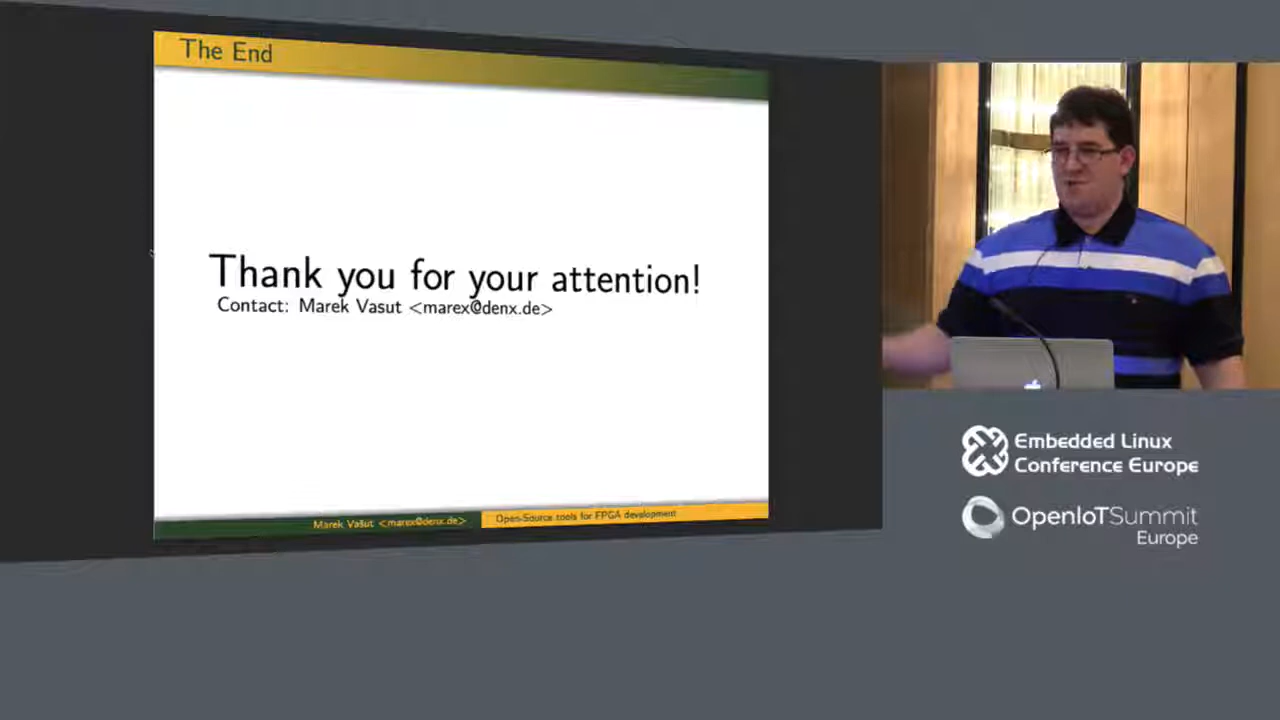 The End
Thank you for your attention!
Contact: Marek Vasut <marex@denx.de>
Marek Vašut <marex@denx.de>
Open-Source tools for FPGA development
Embedded Linux
Conference Europe
OpenIoTSummit
Europe